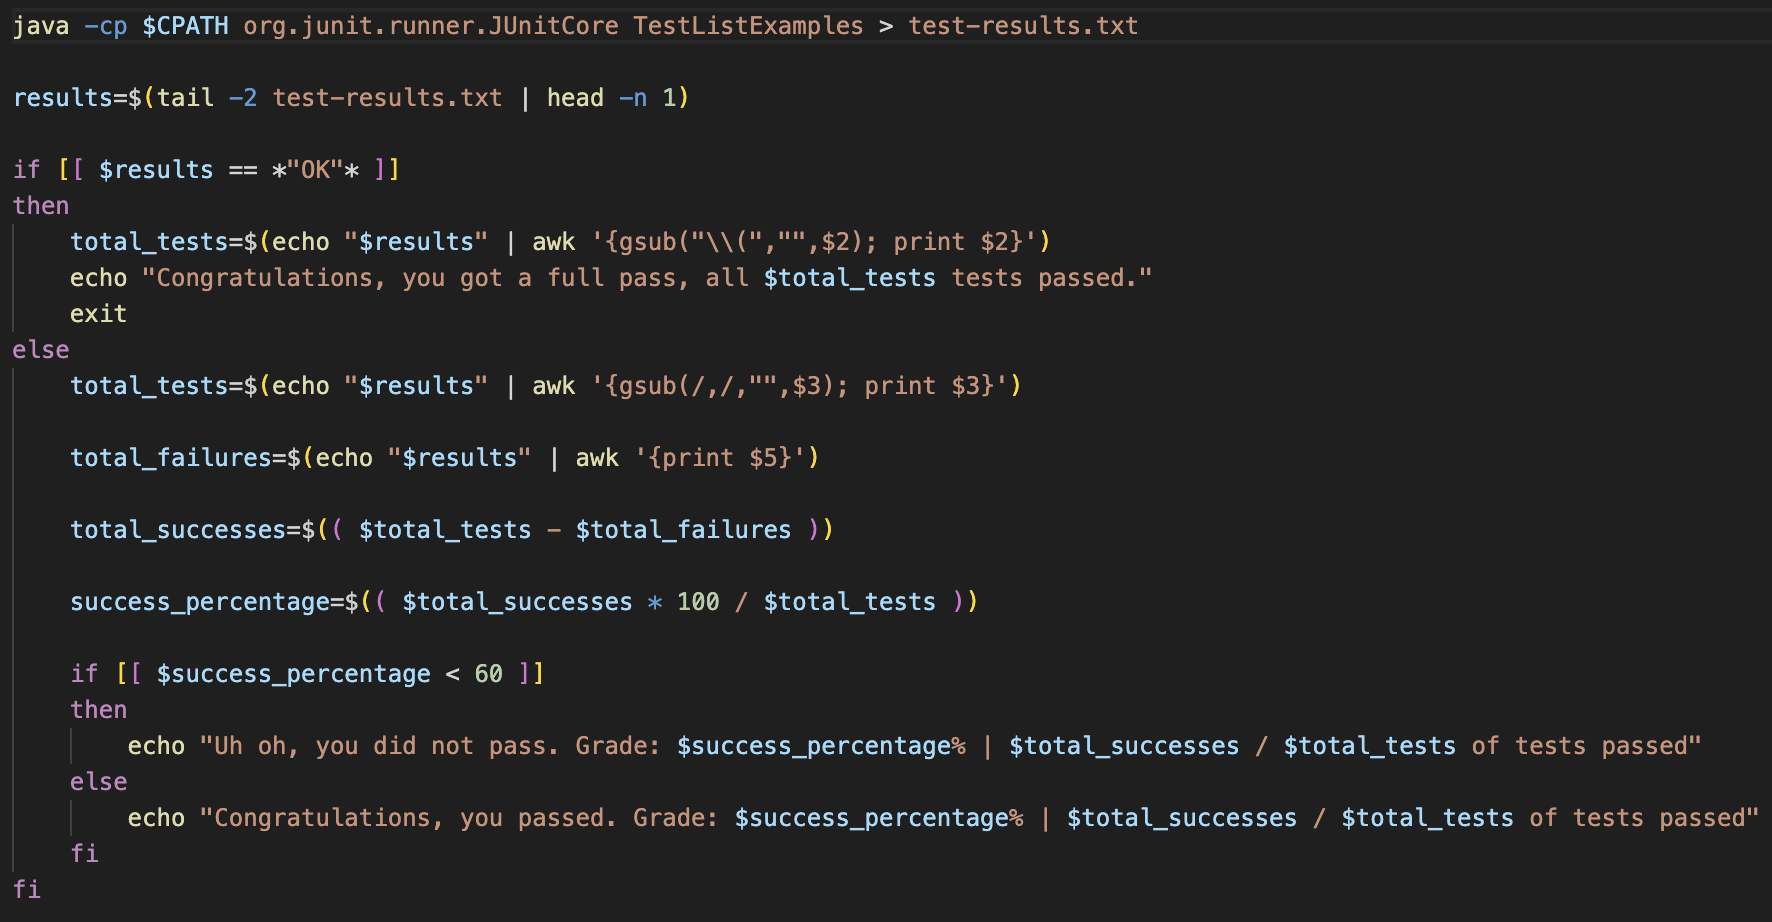 java -cp $CPATH org.junit.runner.JUnitCore TestListExamples > test-results.txt
results=$(tail -2 test-results.txt | head -n 1)
if [[ $results == *"OK"* ]]
then
    total_tests=$(echo "$results" | awk '{gsub("\\(","",$2); print $2}')
    echo "Congratulations, you got a full pass, all $total_tests tests passed."
    exit
else
    total_tests=$(echo "$results" | awk '{gsub(/,/,"",$3); print $3}')
    total_failures=$(echo "$results" | awk '{print $5}')
    total_successes=$(( $total_tests - $total_failures ))
    success_percentage=$(( $total_successes * 100 / $total_tests ))
    if [[ $success_percentage < 60 ]]
    then
        echo "Uh oh, you did not pass. Grade: $success_percentage% | $total_successes / $total_tests of tests passed"
    else
        echo "Congratulations, you passed. Grade: $success_percentage% | $total_successes / $total_tests of tests passed"
    fi
fi